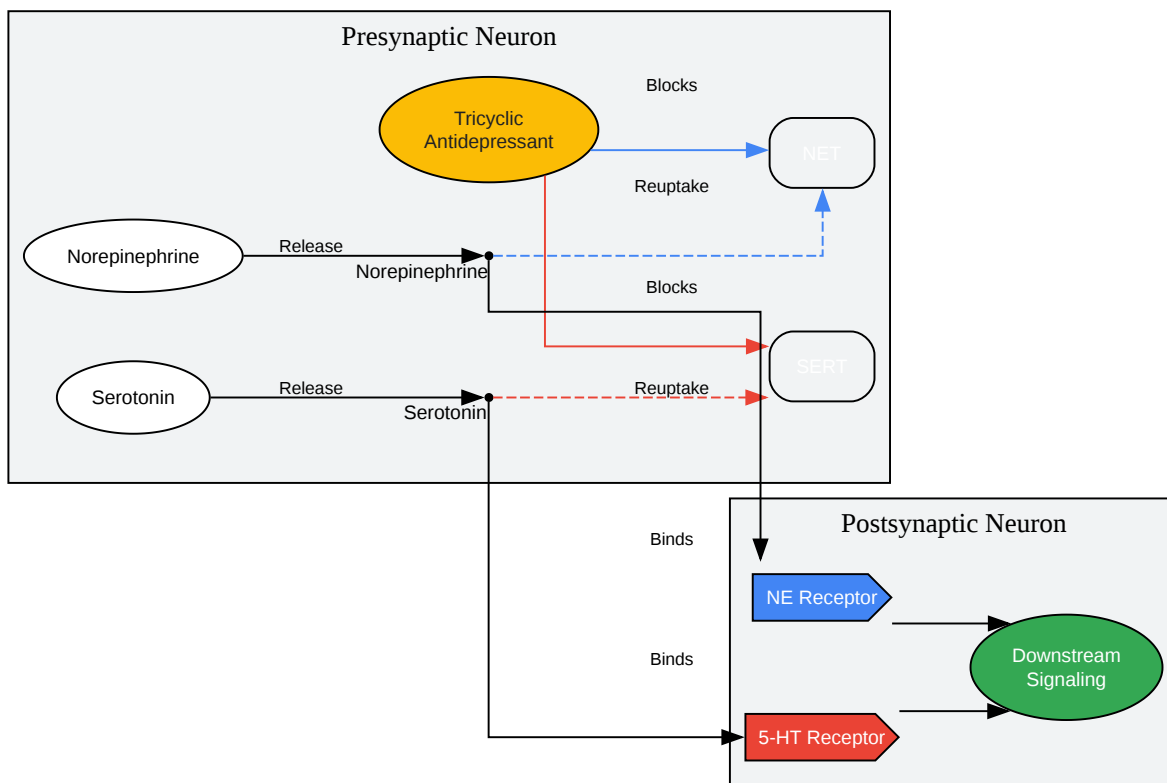 Presynaptic Neuron
Blocks
Tricyclic
Antidepressant
NET
Reuptake
Release
Norepinephrine
Norepinephrine
Blocks
SERT
Release
Reuptake
Serotonin
Serotonin
Postsynaptic Neuron
Binds
NE Receptor
Binds
Downstream
Signaling
5-HT Receptor